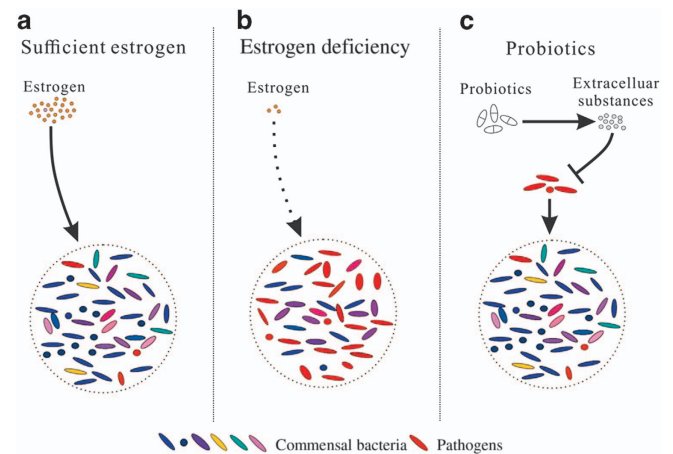 a
Sufficient estrogen
Estrogen
b
Estrogen deficiency
Estrogen
c
Probiotics
Probiotics
Extracelluar
substances
Commensal bacteria
Pathogens